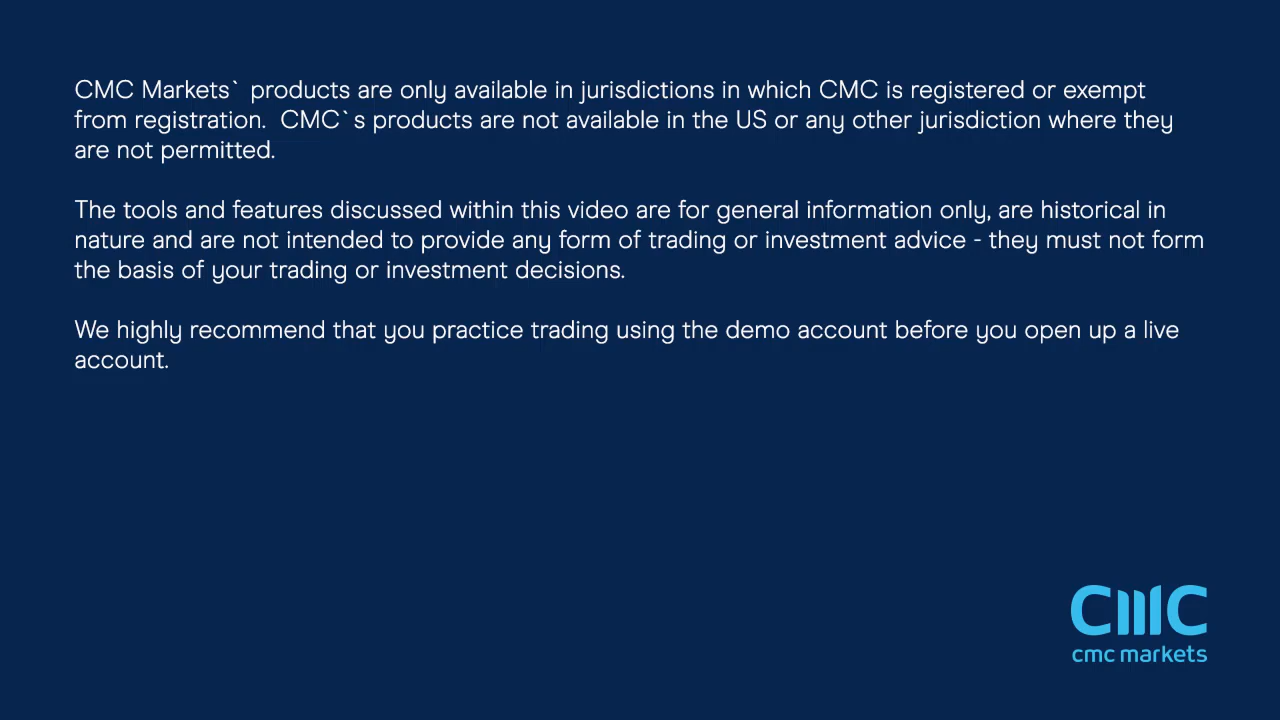 CMC Markets` products are only available in jurisdictions in which CMC is registered or exempt
from registration.  CMC`s products are not available in the US or any other jurisdiction where they
are not permitted.
The tools and features discussed within this video are for general information only, are historical in
nature and are not intended to provide any form of trading or investment advice - they must not form
the basis of your trading or investment decisions.
We highly recommend that you practice trading using the demo account before you open up a live
account.
CMC
cmc markets